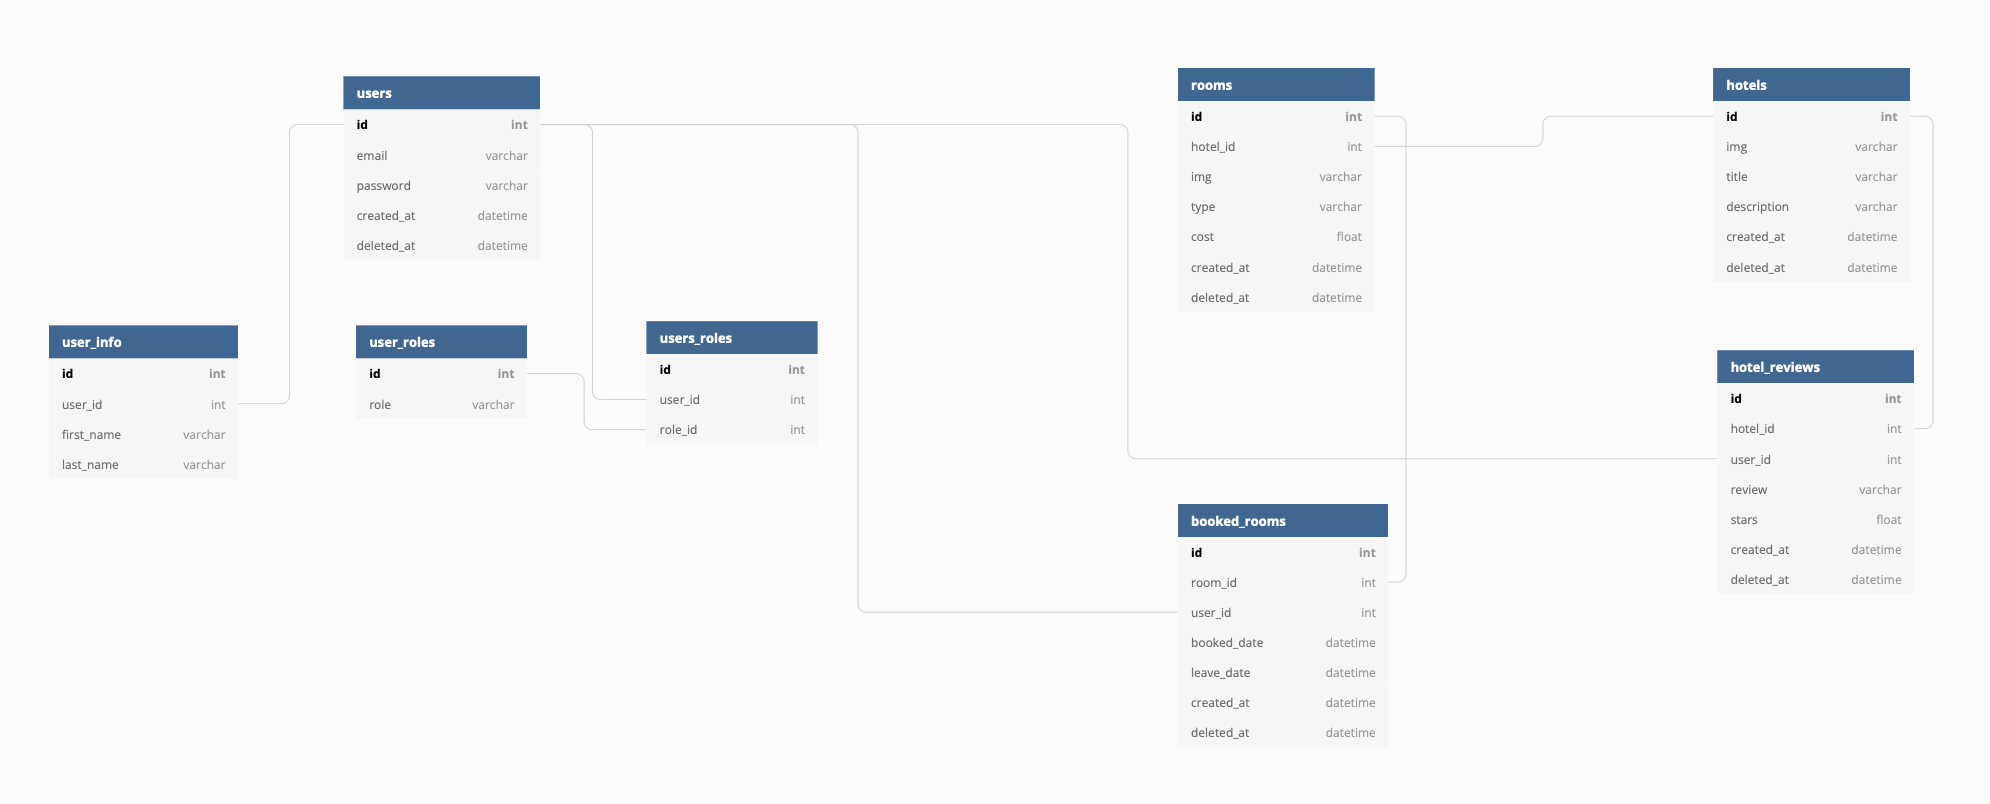 users
id int
email varchar
password varchar
created_at datetime
deleted_at datetime
rooms
id int
hotel_id int
img varchar
type varchar
cost float
created_at datetime
deleted_at datetime
hotels
id int
img varchar
title varchar
description varchar
created_at datetime
deleted_at datetime
user_info
id int
user_id int
first_name varchar
last_name varchar
user_roles
id int
role varchar
users_roles
id int
user_id int
role_id int
hotel_reviews
id int
hotel_id int
user_id int
review varchar
stars float
created_at datetime
deleted_at datetime
booked_rooms
id int
room_id int
user_id int
booked_date datetime
leave_date datetime
created_at datetime
deleted_at datetime